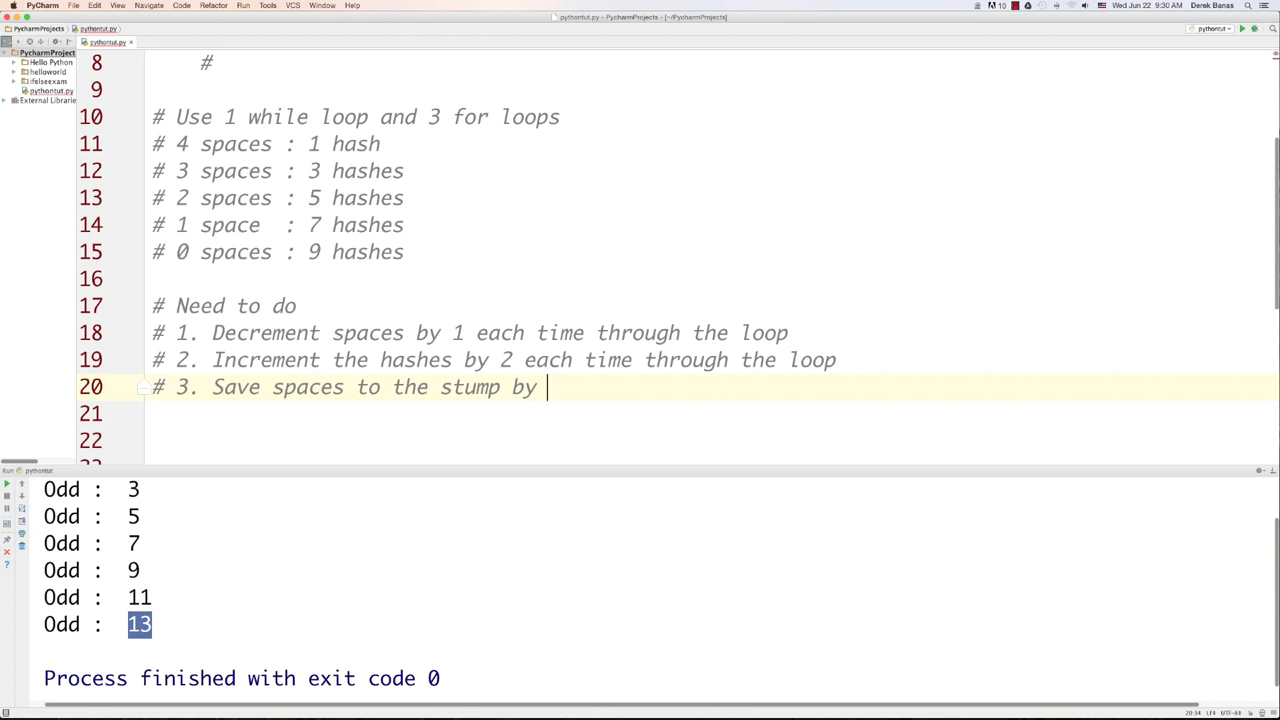 PyCharm File Edit View Navigate Code Refactor Run Tools VCS Window Help 10 Wed Jun 22 9:30 AM Derek Banas
pythontut.py - PycharmProjects - [~/PycharmProjects]
PycharmProjects pythontut.py pythontut
pythontut.py
PycharmProject
Hello Python
helloworld
ifelseexam
pythontut.py
External Librarie
8 #
9
10 # Use 1 while loop and 3 for loops
11 # 4 spaces : 1 hash
12 # 3 spaces : 3 hashes
13 # 2 spaces : 5 hashes
14 # 1 space  : 7 hashes
15 # 0 spaces : 9 hashes
16
17 # Need to do
18 # 1. Decrement spaces by 1 each time through the loop
19 # 2. Increment the hashes by 2 each time through the loop
20 # 3. Save spaces to the stump by
21
22
Run pythontut
Odd :  3
Odd :  5
Odd :  7
Odd :  9
Odd :  11
Odd :  13
Process finished with exit code 0
20:34 LF÷ UTF-8÷